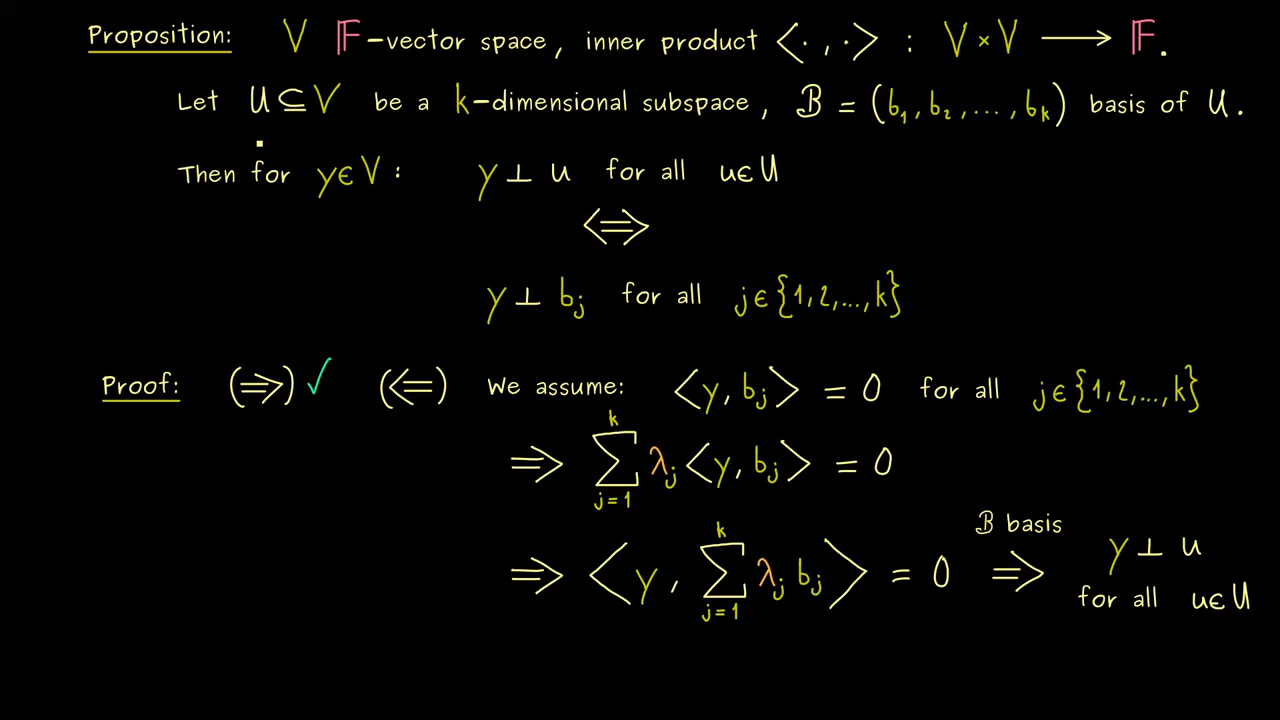 Proposition: V 𝔽-vector space, inner product ⟨·,·⟩ : V × V ⟶ 𝔽.
Let U ⊆ V be a k-dimensional subspace, ℬ = (b₁, b₂, ..., bₖ) basis of U.
Then for y ∈ V: y ⊥ u for all u ∈ U
⟺
y ⊥ bⱼ for all j ∈ {1, 2, ..., k}
Proof: (⇒) ✓ (⇐) We assume: ⟨y, bⱼ⟩ = 0 for all j ∈ {1, 2, ..., k}
⟹ ∑_{j=1}^{k} λⱼ ⟨y, bⱼ⟩ = 0
⟹ ⟨y, ∑_{j=1}^{k} λⱼ bⱼ⟩ = 0 ⟹ (ℬ basis) y ⊥ u
for all u ∈ U